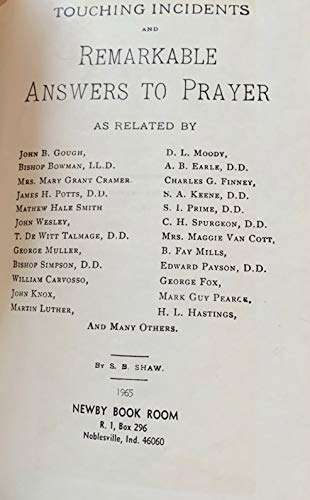 TOUCHING INCIDENTS
AND
REMARKABLE
ANSWERS TO PRAYER
AS RELATED BY
JOHN B. GOUGH,
BISHOP BOWMAN, LL.D.
MRS. MARY GRANT CRAMER
JAMES H. POTTS, D.D.
MATHEW HALE SMITH
JOHN WESLEY,
T. DE WITT TALMAGE, D.D.
GEORGE MULLER,
BISHOP SIMPSON, D.D.
WILLIAM CARVOSSO,
JOHN KNOX,
MARTIN LUTHER,
D. L. MOODY,
A. B. EARLE, D.D.
CHARLES G. FINNEY,
S. A. KEENE, D.D.
S. I. PRIME, D.D.
C. H. SPURGEON, D.D.
MRS. MAGGIE VAN COTT,
B. FAY MILLS,
EDWARD PAYSON, D.D.
GEORGE FOX,
MARK GUY PEARCE,
H. L. HASTINGS,
AND MANY OTHERS.
BY S. B. SHAW.
1965
NEWBY BOOK ROOM
R. 1, Box 296
Noblesville, Ind. 46060